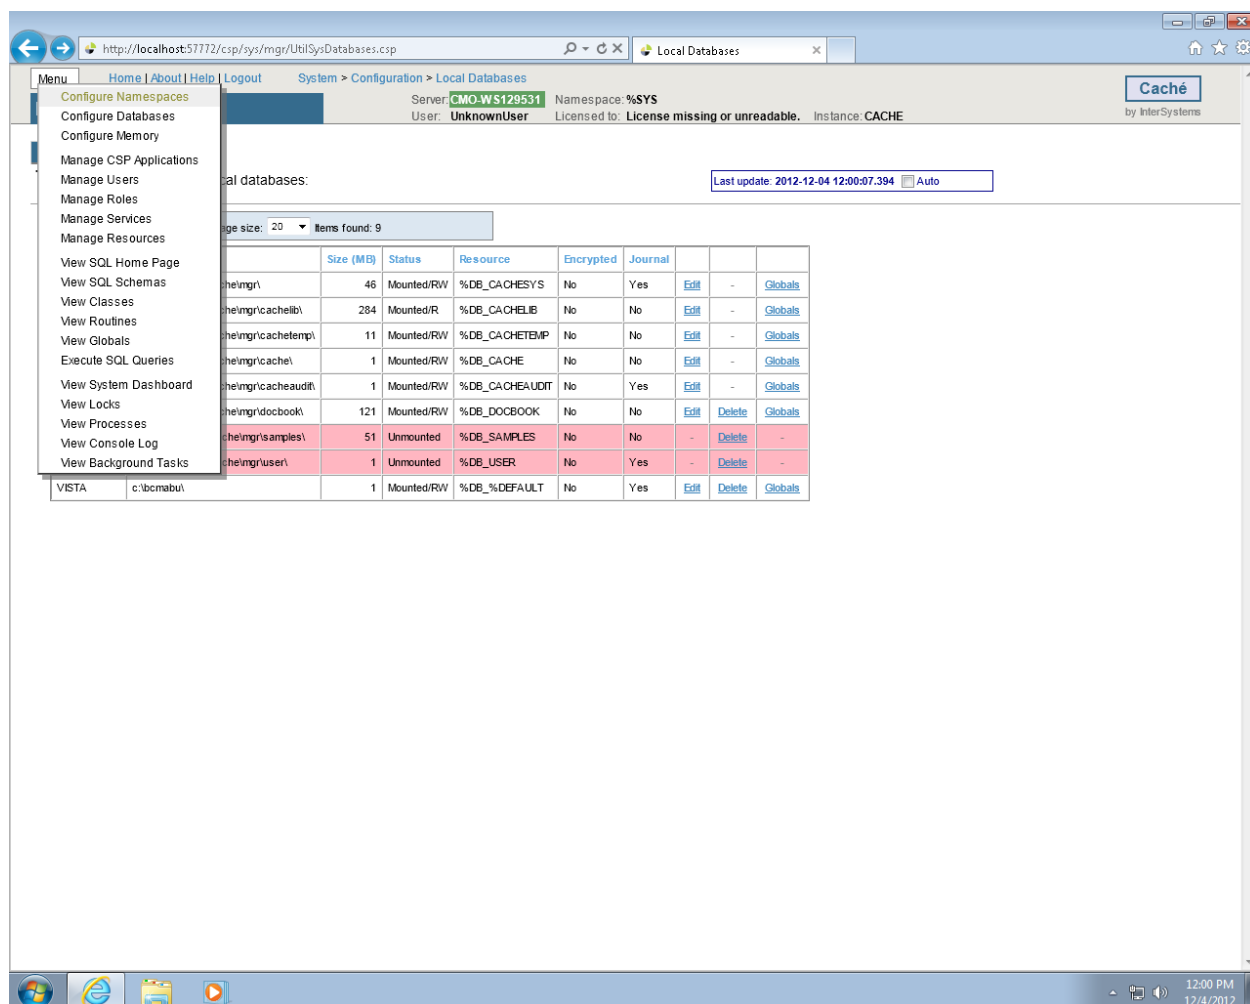 http://localhost:57772/csp/sys/mgr/UtilSysDatabases.csp
Local Databases
Menu Home | About | Help | Logout System > Configuration > Local Databases
Server: CMO-WS129531 Namespace: %SYS
User: UnknownUser Licensed to: License missing or unreadable. Instance: CACHE
Caché
by InterSystems
Configure Namespaces
Configure Databases
Configure Memory
Manage CSP Applications
Manage Users
Manage Roles
Manage Services
Manage Resources
View SQL Home Page
View SQL Schemas
View Classes
View Routines
View Globals
Execute SQL Queries
View System Dashboard
View Locks
View Processes
View Console Log
View Background Tasks
databases:
Last update: 2012-12-04 12:00:07.394 Auto
size: 20 Items found: 9
Size (MB) Status Resource Encrypted Journal
che\mgr\ 46 Mounted/RW %DB_CACHESYS No Yes Edit - Globals
che\mgr\cachelib\ 284 Mounted/R %DB_CACHELIB No No Edit - Globals
che\mgr\cachetemp\ 11 Mounted/RW %DB_CACHETEMP No No Edit - Globals
che\mgr\cache\ 1 Mounted/RW %DB_CACHE No No Edit - Globals
che\mgr\cacheaudit\ 1 Mounted/RW %DB_CACHEAUDIT No Yes Edit - Globals
che\mgr\docbook\ 121 Mounted/RW %DB_DOCBOOK No No Edit Delete Globals
che\mgr\samples\ 51 Unmounted %DB_SAMPLES No No - Delete -
che\mgr\user\ 1 Unmounted %DB_USER No Yes - Delete -
VISTA c:\bcmabu\ 1 Mounted/RW %DB_%DEFAULT No Yes Edit Delete Globals
12:00 PM
12/4/2012